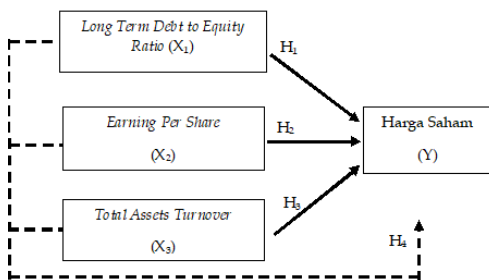 Long Term Debt to Equity
Ratio (X₁)
H₁
Earning Per Share
(X₂)
H₂
Harga Saham
(Y)
Total Assets Turnover
(X₃)
H₃
H₄